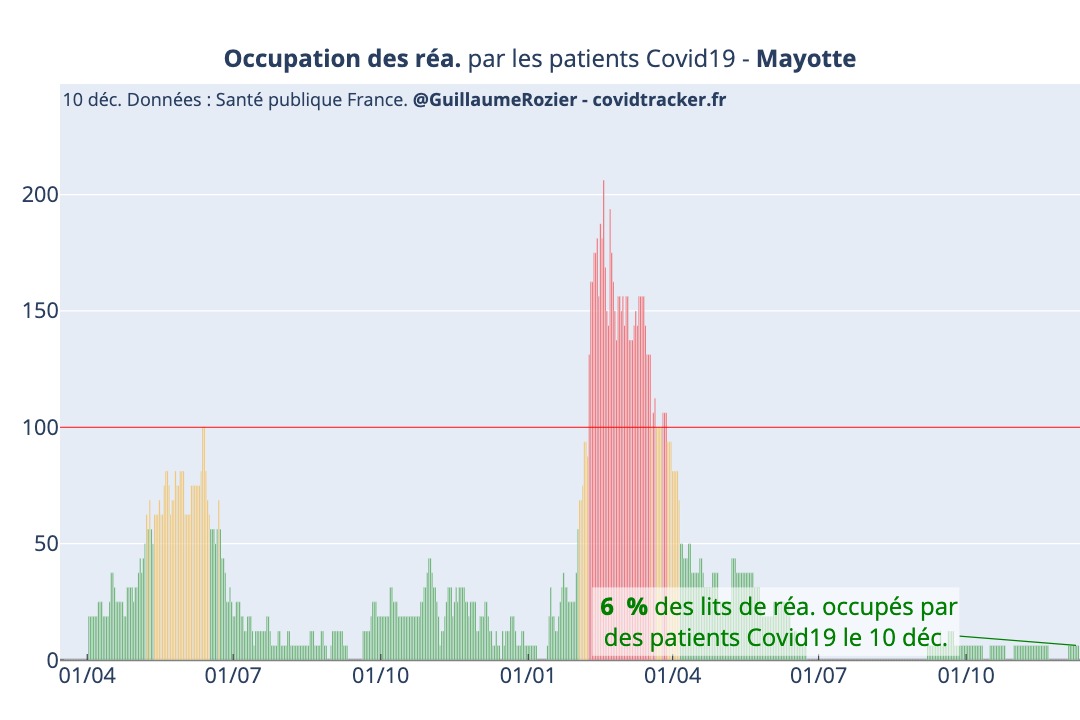 Occupation des réa. par les patients Covid19 - Mayotte
10 déc. Données : Santé publique France. @GuillaumeRozier - covidtracker.fr
200
150
100
50
0
6 % des lits de réa. occupés par
des patients Covid19 le 10 déc.
01/04 01/07 01/10 01/01 01/04 01/07 01/10